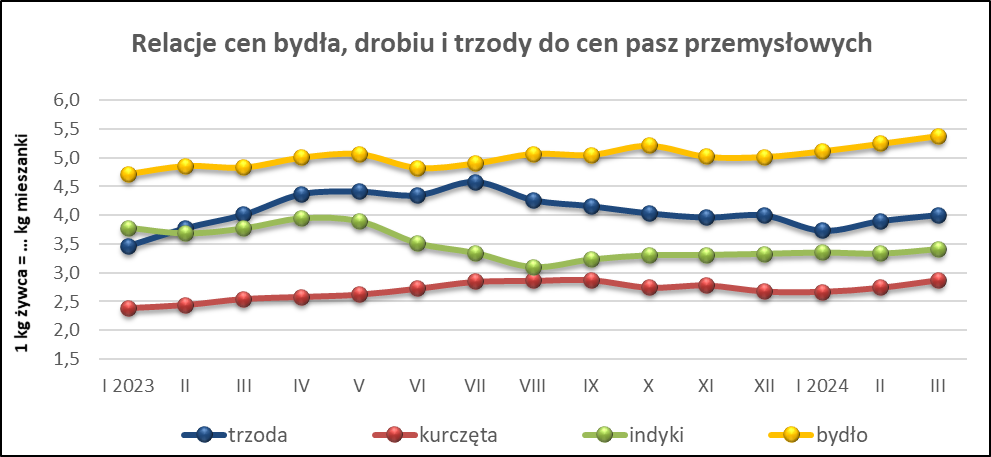 Relacje cen bydła, drobiu i trzody do cen pasz przemysłowych
1 kg żywca = ... kg mieszanki
6,0
5,5
5,0
4,5
4,0
3,5
3,0
2,5
2,0
1,5
I 2023 II III IV V VI VII VIII IX X XI XII I 2024 II III
trzoda kurczęta indyki bydło